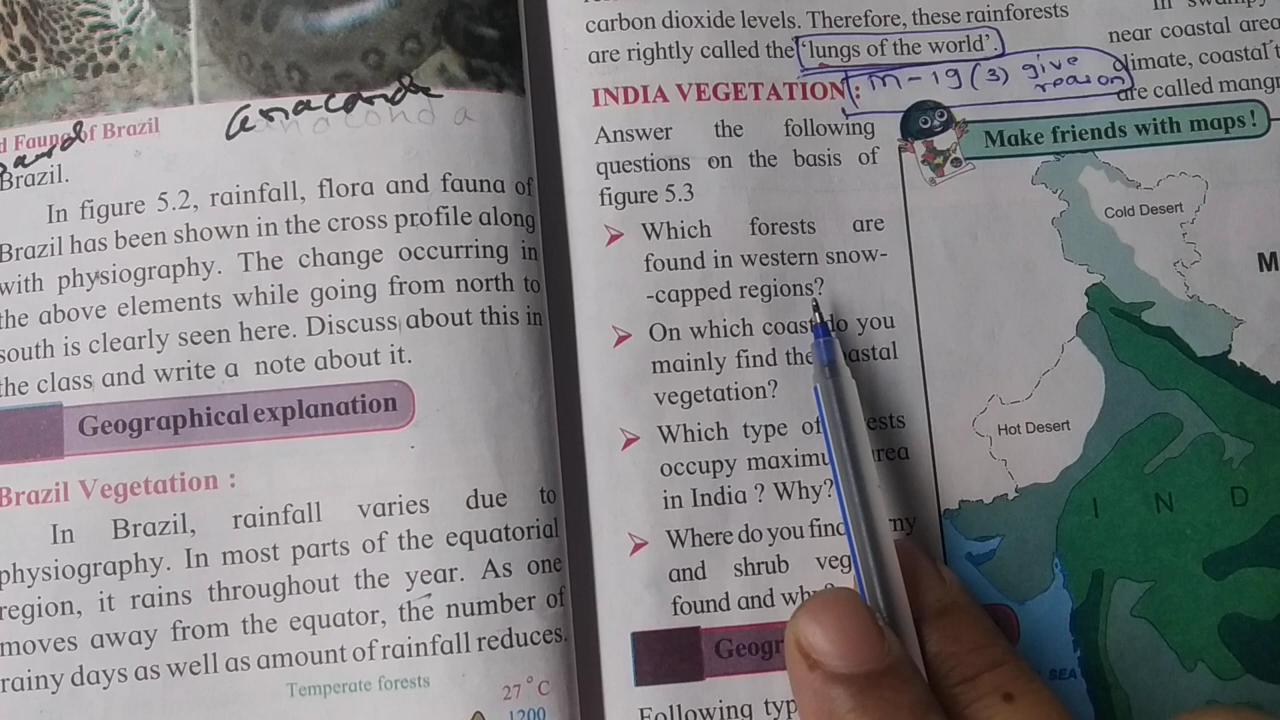 anaconda
anaconda
Fauna of Brazil
Brazil.
In figure 5.2, rainfall, flora and fauna of
Brazil has been shown in the cross profile along
with physiography. The change occurring in
the above elements while going from north to
south is clearly seen here. Discuss about this in
the class and write a note about it.
Geographical explanation
Brazil Vegetation :
In Brazil, rainfall varies due to
physiography. In most parts of the equatorial
region, it rains throughout the year. As one
moves away from the equator, the number of
rainy days as well as amount of rainfall reduces.
Temperate forests
27°C
1200
carbon dioxide levels. Therefore, these rainforests
are rightly called the 'lungs of the world'.
INDIA VEGETATION :
m-19 (3) give
reason
Answer the following
questions on the basis of
figure 5.3
➤ Which forests are
found in western snow-
-capped regions?
➤ On which coast do you
mainly find the coastal
vegetation?
➤ Which type of
occupy
in India ? Why?
➤ Where do you find
and shrub
found and
Following
near coastal area
climate, coastal
are called
Make friends with maps!
Cold Desert
M
Hot Desert
I N D
SEA